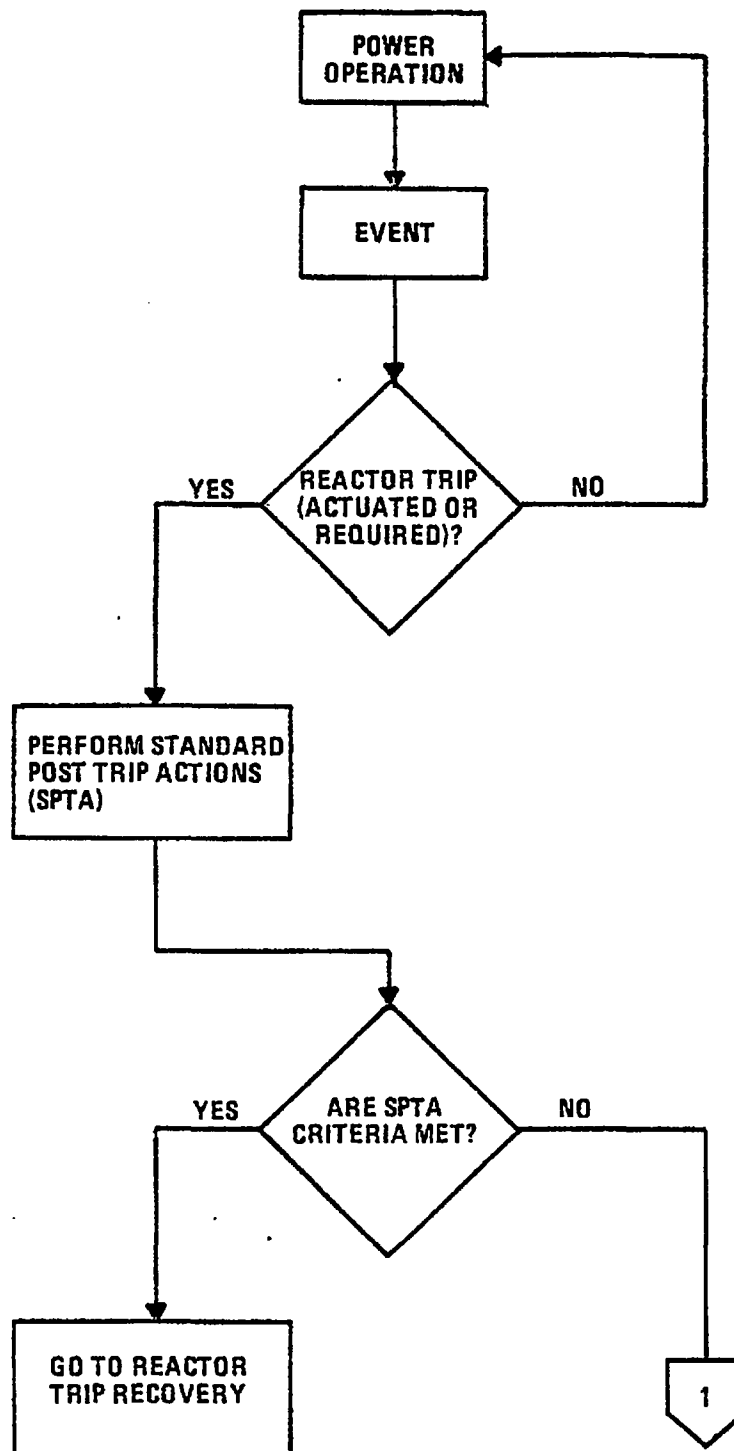 POWER
OPERATION
EVENT
REACTOR TRIP
(ACTUATED OR
REQUIRED)?
YES
NO
PERFORM STANDARD
POST TRIP ACTIONS
(SPTA)
ARE SPTA
CRITERIA MET?
YES
NO
GO TO REACTOR
TRIP RECOVERY
1